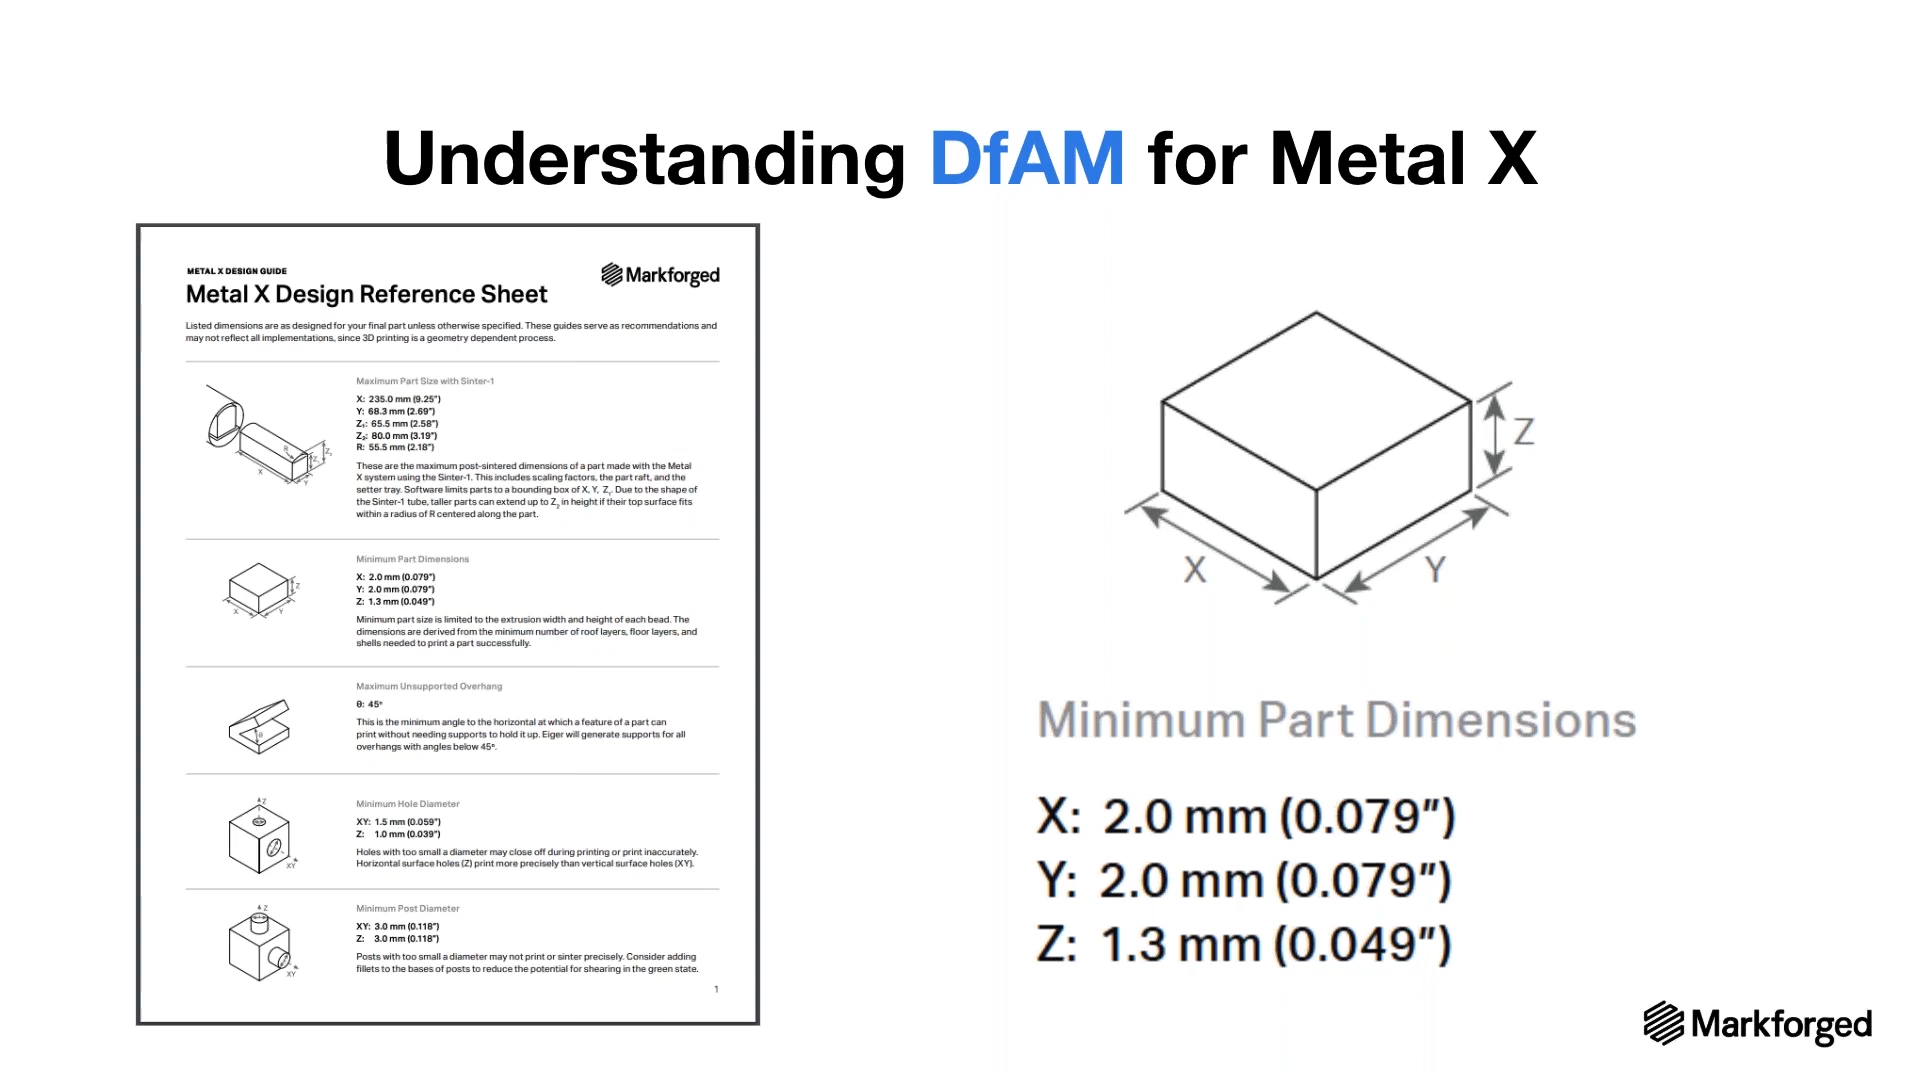 Understanding DfAM for Metal X
METAL X DESIGN GUIDE
Markforged
Metal X Design Reference Sheet
Listed dimensions are as designed for your final part unless otherwise specified. These guides serve as recommendations and
may not reflect all implementations, since 3D printing is a geometry dependent process.
Maximum Part Size with Sinter-1
X: 235.0 mm (9.25")
Y: 68.3 mm (2.69")
Z₁: 65.5 mm (2.58")
Z₂: 80.0 mm (3.19")
R: 55.5 mm (2.18")
These are the maximum post-sintered dimensions of a part made with the Metal
X system using the Sinter-1. This includes scaling factors, the part raft, and the
setter tray. Software limits parts to a bounding box of X, Y, Z₁. Due to the shape of
the Sinter-1 tube, taller parts can extend up to Z₂ in height if their top surface fits
within a radius of R centered along the part.
R
Z₁
Z₂
X
Y
Minimum Part Dimensions
X: 2.0 mm (0.079")
Y: 2.0 mm (0.079")
Z: 1.3 mm (0.049")
Minimum part size is limited to the extrusion width and height of each bead. The
dimensions are derived from the minimum number of roof layers, floor layers, and
shells needed to print a part successfully.
Z
X
Y
Maximum Unsupported Overhang
θ: 45°
This is the minimum angle to the horizontal at which a feature of a part can
print without needing supports to hold it up. Eiger will generate supports for all
overhangs with angles below 45°.
θ
Minimum Hole Diameter
XY: 1.5 mm (0.059")
Z: 1.0 mm (0.039")
Holes with too small a diameter may close off during printing or print inaccurately.
Horizontal surface holes (Z) print more precisely than vertical surface holes (XY).
Z
XY
Minimum Post Diameter
XY: 3.0 mm (0.118")
Z: 3.0 mm (0.118")
Posts with too small a diameter may not print or sinter precisely. Consider adding
fillets to the bases of posts to reduce the potential for shearing in the green state.
Z
XY
1
Z
X
Y
Minimum Part Dimensions
X: 2.0 mm (0.079")
Y: 2.0 mm (0.079")
Z: 1.3 mm (0.049")
Markforged